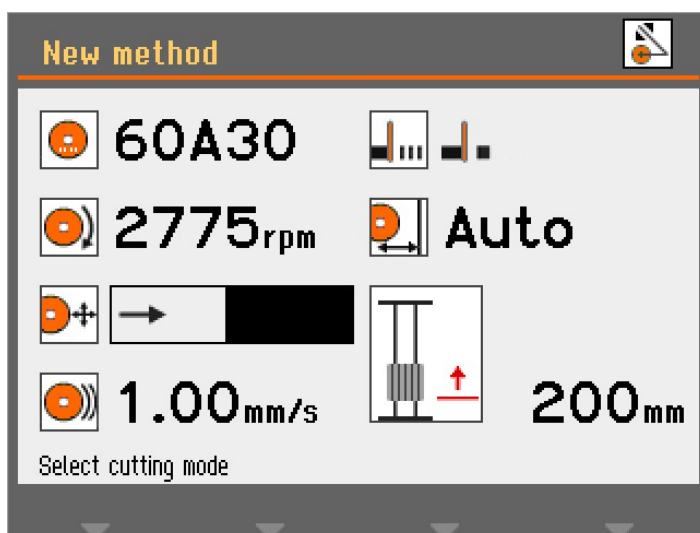 New method
60A30
2775rpm
Auto
1.00mm/s
200mm
Select cutting mode